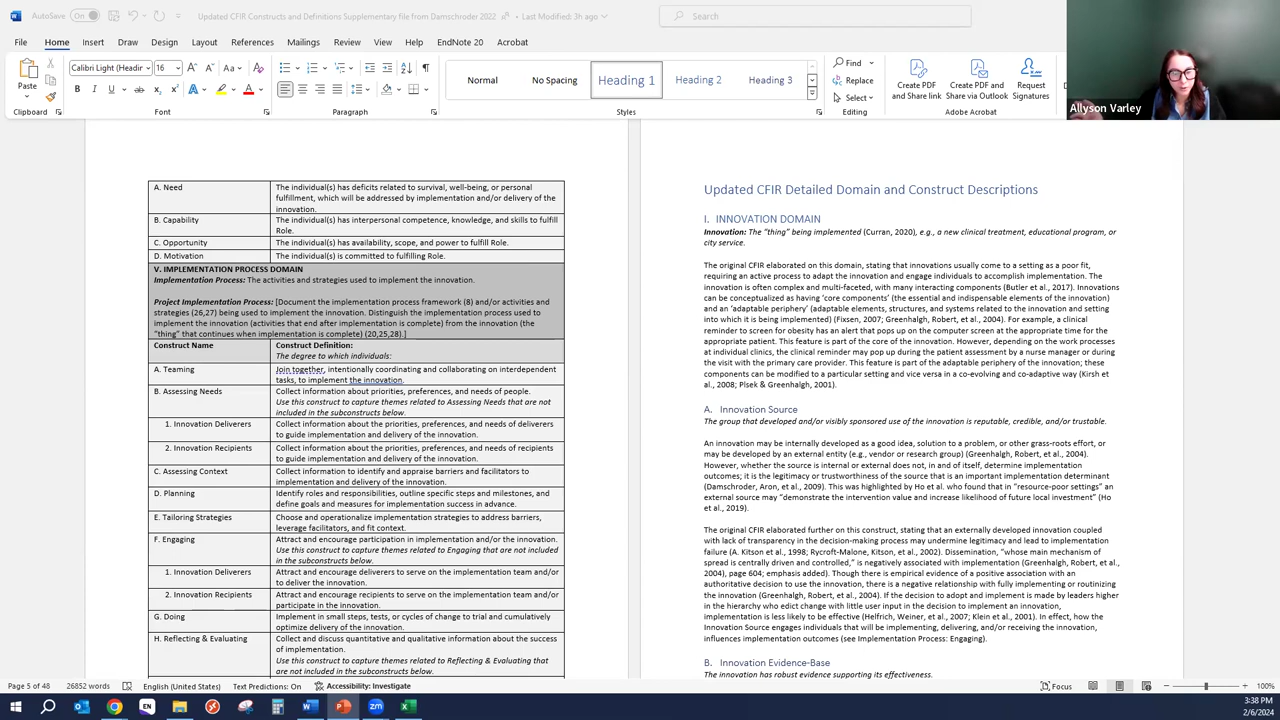 AutoSave On
Updated CFIR Constructs and Definitions Supplementary file from Damschroder 2022
• Last Modified: 3h ago
Search
File Home Insert Draw Design Layout References Mailings Review View Help EndNote 20 Acrobat
Calibri Light (Headir 16
Paste
Clipboard
Font
Paragraph
Normal
No Spacing
Heading 1
Heading 2
Heading 3
Styles
Find
Replace
Select
Editing
Create PDF
and Share link
Create PDF and
Share via Outlook
Request
Signatures
Adobe Acrobat
Allyson Varley
A. Need
The individual(s) has deficits related to survival, well-being, or personal
fulfillment, which will be addressed by implementation and/or delivery of the
innovation.
B. Capability
The individual(s) has interpersonal competence, knowledge, and skills to fulfill
Role.
C. Opportunity
The individual(s) has availability, scope, and power to fulfill Role.
D. Motivation
The individual(s) is committed to fulfilling Role.
V. IMPLEMENTATION PROCESS DOMAIN
Implementation Process: The activities and strategies used to implement the innovation.
Project Implementation Process: [Document the implementation process framework (8) and/or activities and
strategies (26,27) being used to implement the innovation. Distinguish the implementation process used to
implement the innovation (activities that end after implementation is complete) from the innovation (the
“thing” that continues when implementation is complete) (20,25,28).]
Construct Name
Construct Definition:
The degree to which individuals:
A. Teaming
Join together, intentionally coordinating and collaborating on interdependent
tasks, to implement the innovation.
B. Assessing Needs
Collect information about priorities, preferences, and needs of people.
Use this construct to capture themes related to Assessing Needs that are not
included in the subconstructs below.
1. Innovation Deliverers
Collect information about the priorities, preferences, and needs of deliverers
to guide implementation and delivery of the innovation.
2. Innovation Recipients
Collect information about the priorities, preferences, and needs of recipients
to guide implementation and delivery of the innovation.
C. Assessing Context
Collect information to identify and appraise barriers and facilitators to
implementation and delivery of the innovation.
D. Planning
Identify roles and responsibilities, outline specific steps and milestones, and
define goals and measures for implementation success in advance.
E. Tailoring Strategies
Choose and operationalize implementation strategies to address barriers,
leverage facilitators, and fit context.
F. Engaging
Attract and encourage participation in implementation and/or the innovation.
Use this construct to capture themes related to Engaging that are not included
in the subconstructs below.
1. Innovation Deliverers
Attract and encourage deliverers to serve on the implementation team and/or
to deliver the innovation.
2. Innovation Recipients
Attract and encourage recipients to serve on the implementation team and/or
participate in the innovation.
G. Doing
Implement in small steps, tests, or cycles of change to trial and cumulatively
optimize delivery of the innovation.
H. Reflecting & Evaluating
Collect and discuss quantitative and qualitative information about the success
of implementation.
Use this construct to capture themes related to Reflecting & Evaluating that
are not included in the subconstructs below.
Updated CFIR Detailed Domain and Construct Descriptions
I. INNOVATION DOMAIN
Innovation: The “thing” being implemented (Curran, 2020), e.g., a new clinical treatment, educational program, or
city service.
The original CFIR elaborated on this domain, stating that innovations usually come to a setting as a poor fit,
requiring an active process to adapt the innovation and engage individuals to accomplish implementation. The
innovation is often complex and multi-faceted, with many interacting components (Butler et al., 2017). Innovations
can be conceptualized as having ‘core components’ (the essential and indispensable elements of the innovation)
and an ‘adaptable periphery’ (adaptable elements, structures, and systems related to the innovation and setting
into which it is being implemented) (Fixsen, 2007; Greenhalgh, Robert, et al., 2004). For example, a clinical
reminder to screen for obesity has an alert that pops up on the computer screen at the appropriate time for the
appropriate patient. This feature is part of the core of the innovation. However, depending on the work processes
at individual clinics, the clinical reminder may pop up during the patient assessment by a nurse manager or during
the visit with the primary care provider. This feature is part of the adaptable periphery of the innovation; these
components can be modified to a particular setting and vice versa in a co-evolving and co-adaptive way (Kirsh et
al., 2008; Plsek & Greenhalgh, 2001).
A. Innovation Source
The group that developed and/or visibly sponsored use of the innovation is reputable, credible, and/or trustable.
An innovation may be internally developed as a good idea, solution to a problem, or other grass-roots effort, or
may be developed by an external entity (e.g., vendor or research group) (Greenhalgh, Robert, et al., 2004).
However, whether the source is internal or external does not, in and of itself, determine implementation
outcomes; it is the legitimacy or trustworthiness of the source that is an important implementation determinant
(Damschroder, Aron, et al., 2009). This was highlighted by Ho et al. who found that in “resource-poor settings” an
external source may “demonstrate the intervention value and increase likelihood of future local investment” (Ho
et al., 2019).
The original CFIR elaborated further on this construct, stating that an externally developed innovation coupled
with lack of transparency in the decision-making process may undermine legitimacy and lead to implementation
failure (A. Kitson et al., 1998; Rycroft-Malone, Kitson, et al., 2002). Dissemination, “whose main mechanism of
spread is centrally driven and controlled,” is negatively associated with implementation (Greenhalgh, Robert, et al.,
2004), page 604; emphasis added). Though there is empirical evidence of a positive association with an
authoritative decision to use the innovation, there is a negative relationship with fully implementing or routinizing
the innovation (Greenhalgh, Robert, et al., 2004). If the decision to adopt and implement is made by leaders higher
in the hierarchy who edict change with little user input in the decision to implement an innovation,
implementation is less likely to be effective (Helfrich, Weiner, et al., 2007; Klein et al., 2001). In effect, how the
Innovation Source engages individuals that will be implementing, delivering, and/or receiving the innovation,
influences implementation outcomes (see Implementation Process: Engaging).
B. Innovation Evidence-Base
The innovation has robust evidence supporting its effectiveness.
Page 5 of 48 26852 words English (United States) Text Predictions: On Accessibility: Investigate Focus 100%
EN
3:38 PM
2/6/2024